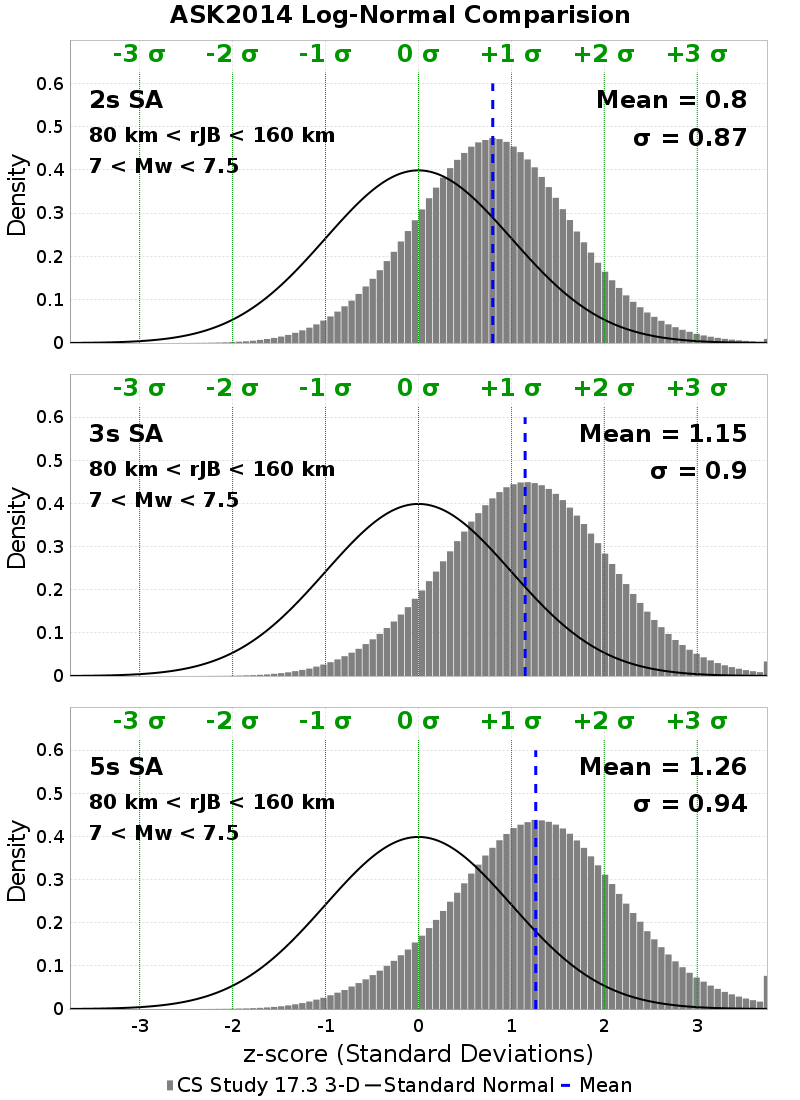 ASK2014 Log-Normal Comparision
-3 σ -2 σ -1 σ 0 σ +1 σ +2 σ +3 σ
0.6
2s SA Mean = 0.8
0.5
80 km < rJB < 160 km σ = 0.87
7 < Mw < 7.5
0.4
0.3
0.2
0.1
0
Density
-3 σ -2 σ -1 σ 0 σ +1 σ +2 σ +3 σ
0.6
3s SA Mean = 1.15
0.5
80 km < rJB < 160 km σ = 0.9
7 < Mw < 7.5
0.4
0.3
0.2
0.1
0
Density
-3 σ -2 σ -1 σ 0 σ +1 σ +2 σ +3 σ
0.6
5s SA Mean = 1.26
0.5
80 km < rJB < 160 km σ = 0.94
7 < Mw < 7.5
0.4
0.3
0.2
0.1
0
Density
-3 -2 -1 0 1 2 3
z-score (Standard Deviations)
CS Study 17.3 3-D Standard Normal Mean